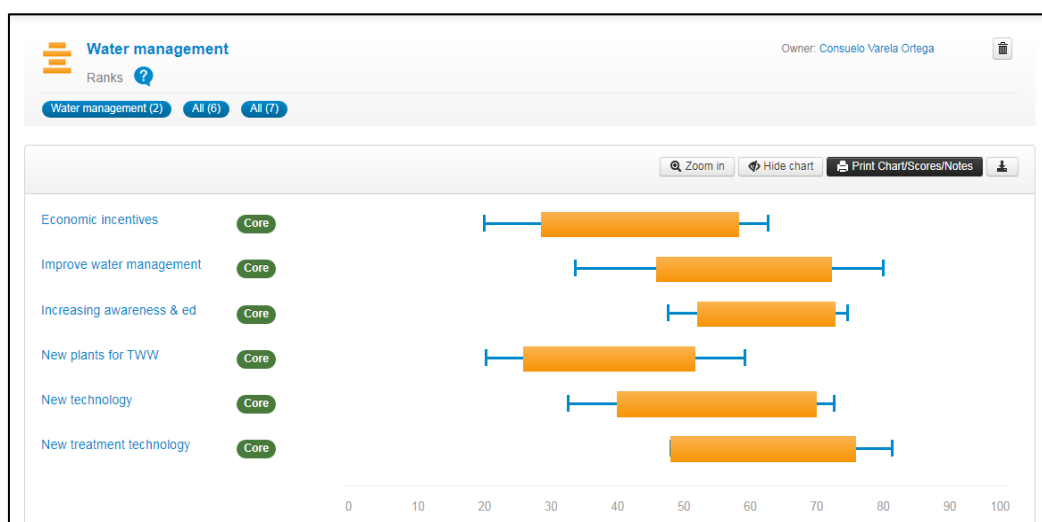 Water management
Owner: Consuelo Varela Ortega
Ranks ?
Water management (2) All (6) All (7)
Zoom in Hide chart Print Chart/Scores/Notes
Economic incentives Core
Improve water management Core
Increasing awareness & ed Core
New plants for TWW Core
New technology Core
New treatment technology Core
0 10 20 30 40 50 60 70 80 90 100